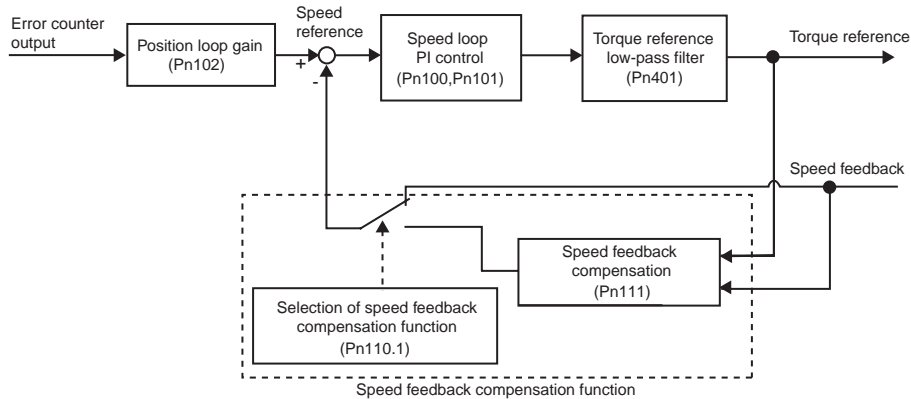 Error counter
output
Position loop gain
(Pn102)
Speed
reference
+
-
Speed loop
PI control
(Pn100,Pn101)
Torque reference
low-pass filter
(Pn401)
Torque reference
Speed feedback
Speed feedback
compensation
(Pn111)
Selection of speed feedback
compensation function
(Pn110.1)
Speed feedback compensation function